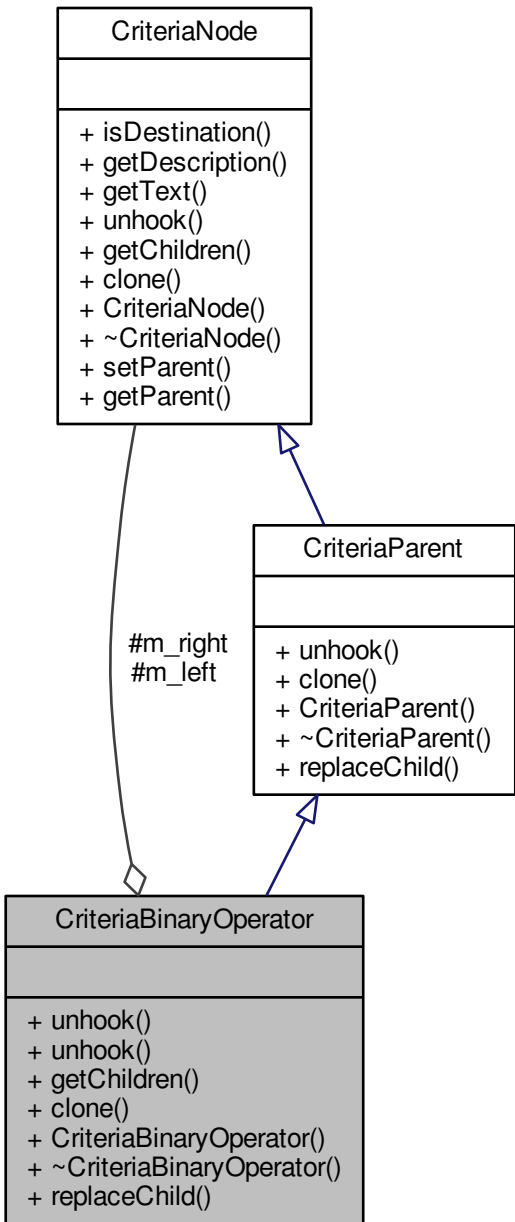 CriteriaNode
+ isDestination()
+ getDescription()
+ getText()
+ unhook()
+ getChildren()
+ clone()
+ CriteriaNode()
+ ~CriteriaNode()
+ setParent()
+ getParent()
CriteriaParent
+ unhook()
+ clone()
+ CriteriaParent()
+ ~CriteriaParent()
+ replaceChild()
#m_right
#m_left
CriteriaBinaryOperator
+ unhook()
+ unhook()
+ getChildren()
+ clone()
+ CriteriaBinaryOperator()
+ ~CriteriaBinaryOperator()
+ replaceChild()